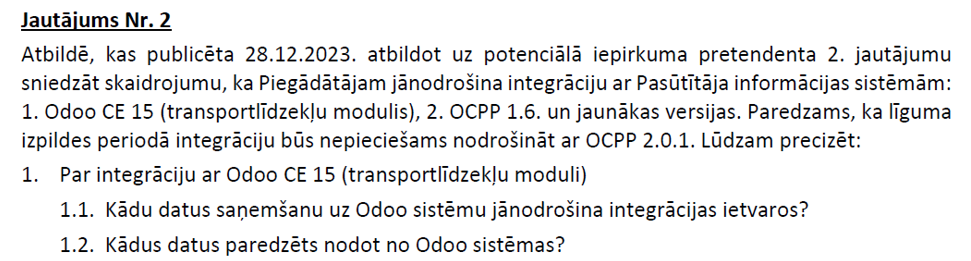 Jautājums Nr. 2
Atbildē, kas publicēta 28.12.2023. atbildot uz potenciālā iepirkuma pretendenta 2. jautājumu
sniedzāt skaidrojumu, ka Piegādātājam jānodrošina integrāciju ar Pasūtītāja informācijas sistēmām:
1. Odoo CE 15 (transportlīdzekļu modulis), 2. OCPP 1.6. un jaunākas versijas. Paredzams, ka līguma
izpildes periodā integrāciju būs nepieciešams nodrošināt ar OCPP 2.0.1. Lūdzam precizēt:
1. Par integrāciju ar Odoo CE 15 (transportlīdzekļu moduli)
1.1. Kādu datus saņemšanu uz Odoo sistēmu jānodrošina integrācijas ietvaros?
1.2. Kādus datus paredzēts nodot no Odoo sistēmas?